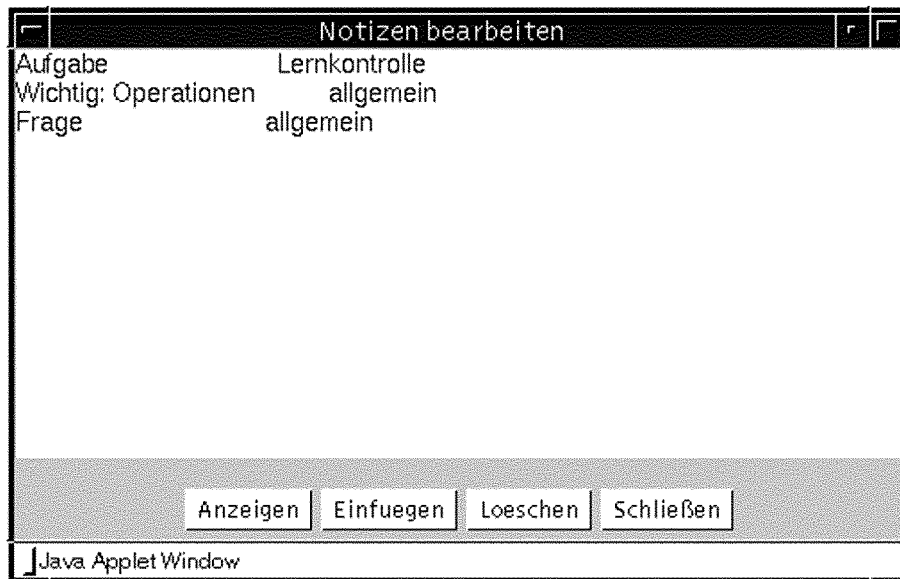 Notizen bearbeiten
Aufgabe Lernkontrolle
Wichtig: Operationen allgemein
Frage allgemein
Anzeigen Einfuegen Loeschen Schließen
Java Applet Window